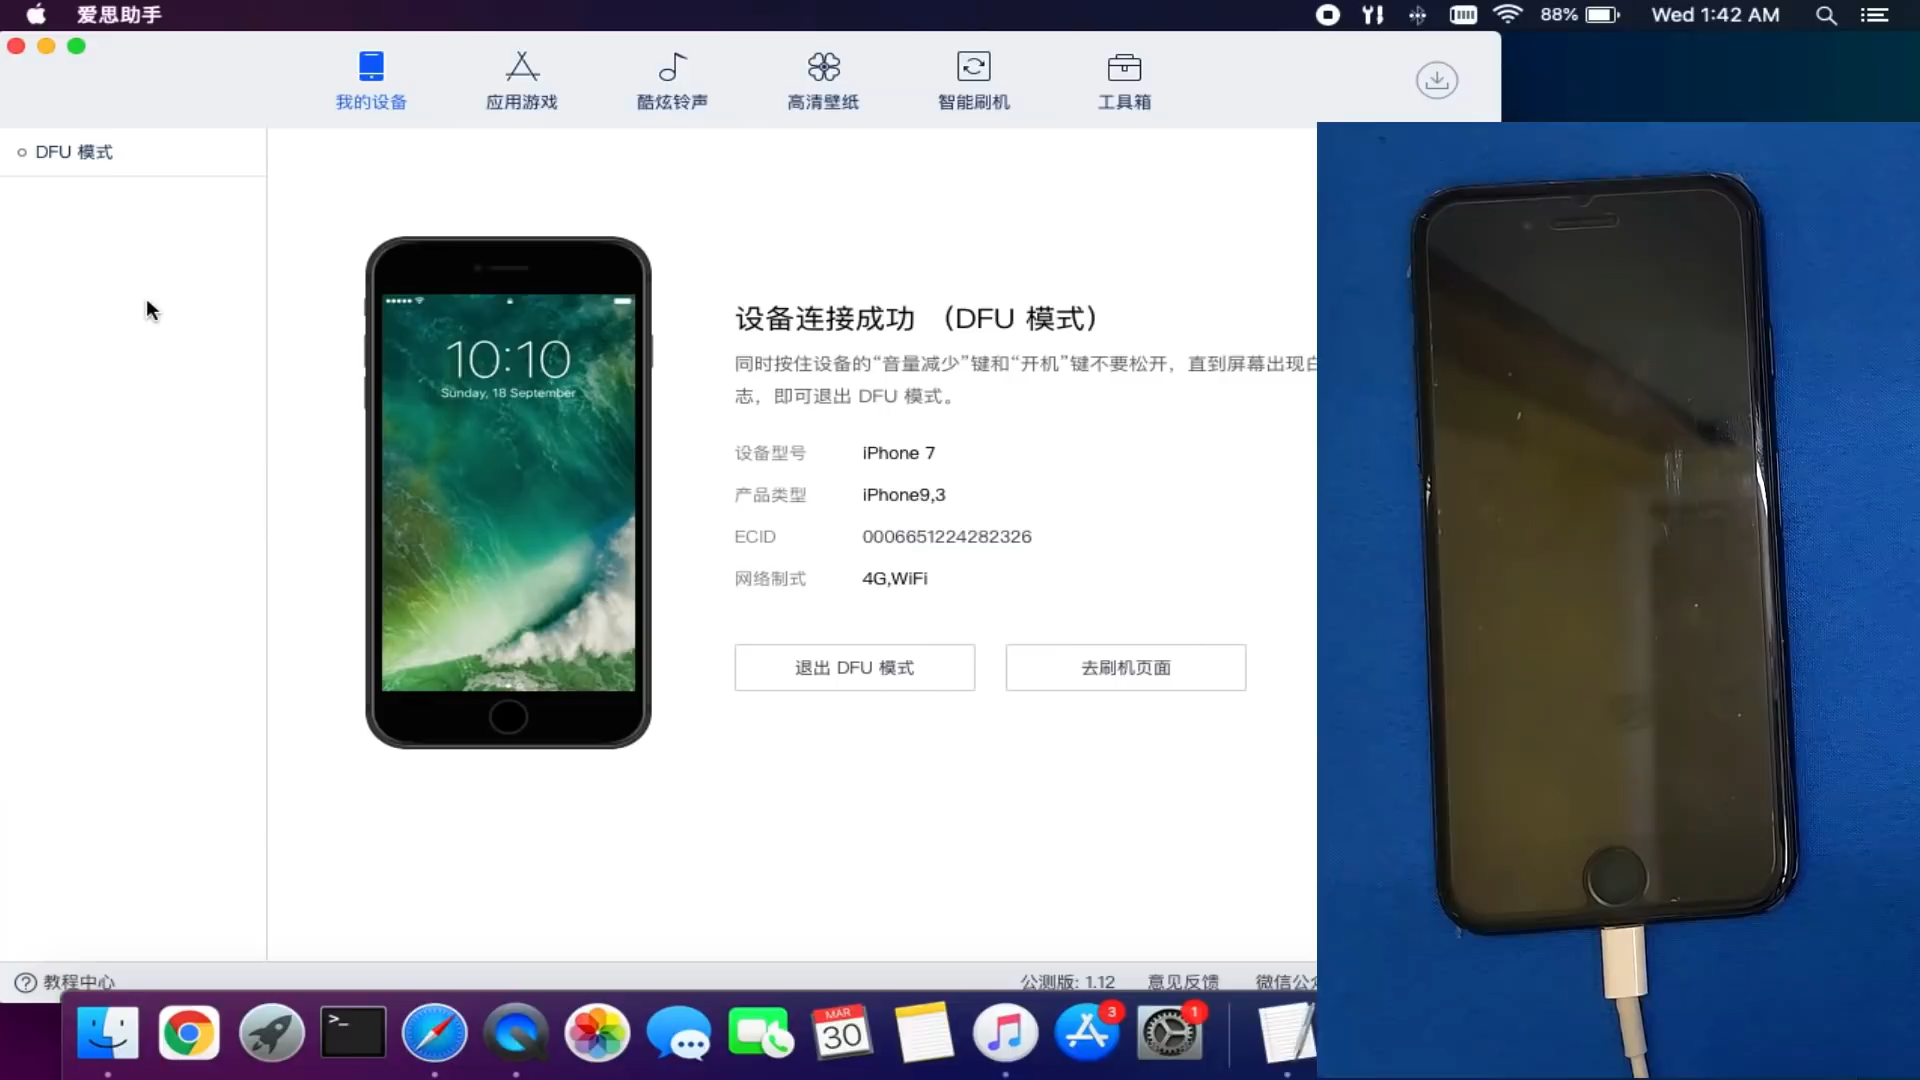 爱思助手
88%
Wed 1:42 AM
我的设备
应用游戏
酷炫铃声
高清壁纸
智能刷机
工具箱
DFU 模式
10:10
Sunday, 18 September
设备连接成功 （DFU 模式）
同时按住设备的“音量减少”键和“开机”键不要松开，直到屏幕出现白
志，即可退出 DFU 模式。
设备型号 iPhone 7
产品类型 iPhone9,3
ECID 0006651224282326
网络制式 4G,WiFi
退出 DFU 模式
去刷机页面
? 教程中心
公测版: 1.12
意见反馈
微信公众
>_
MAR
30
3
1